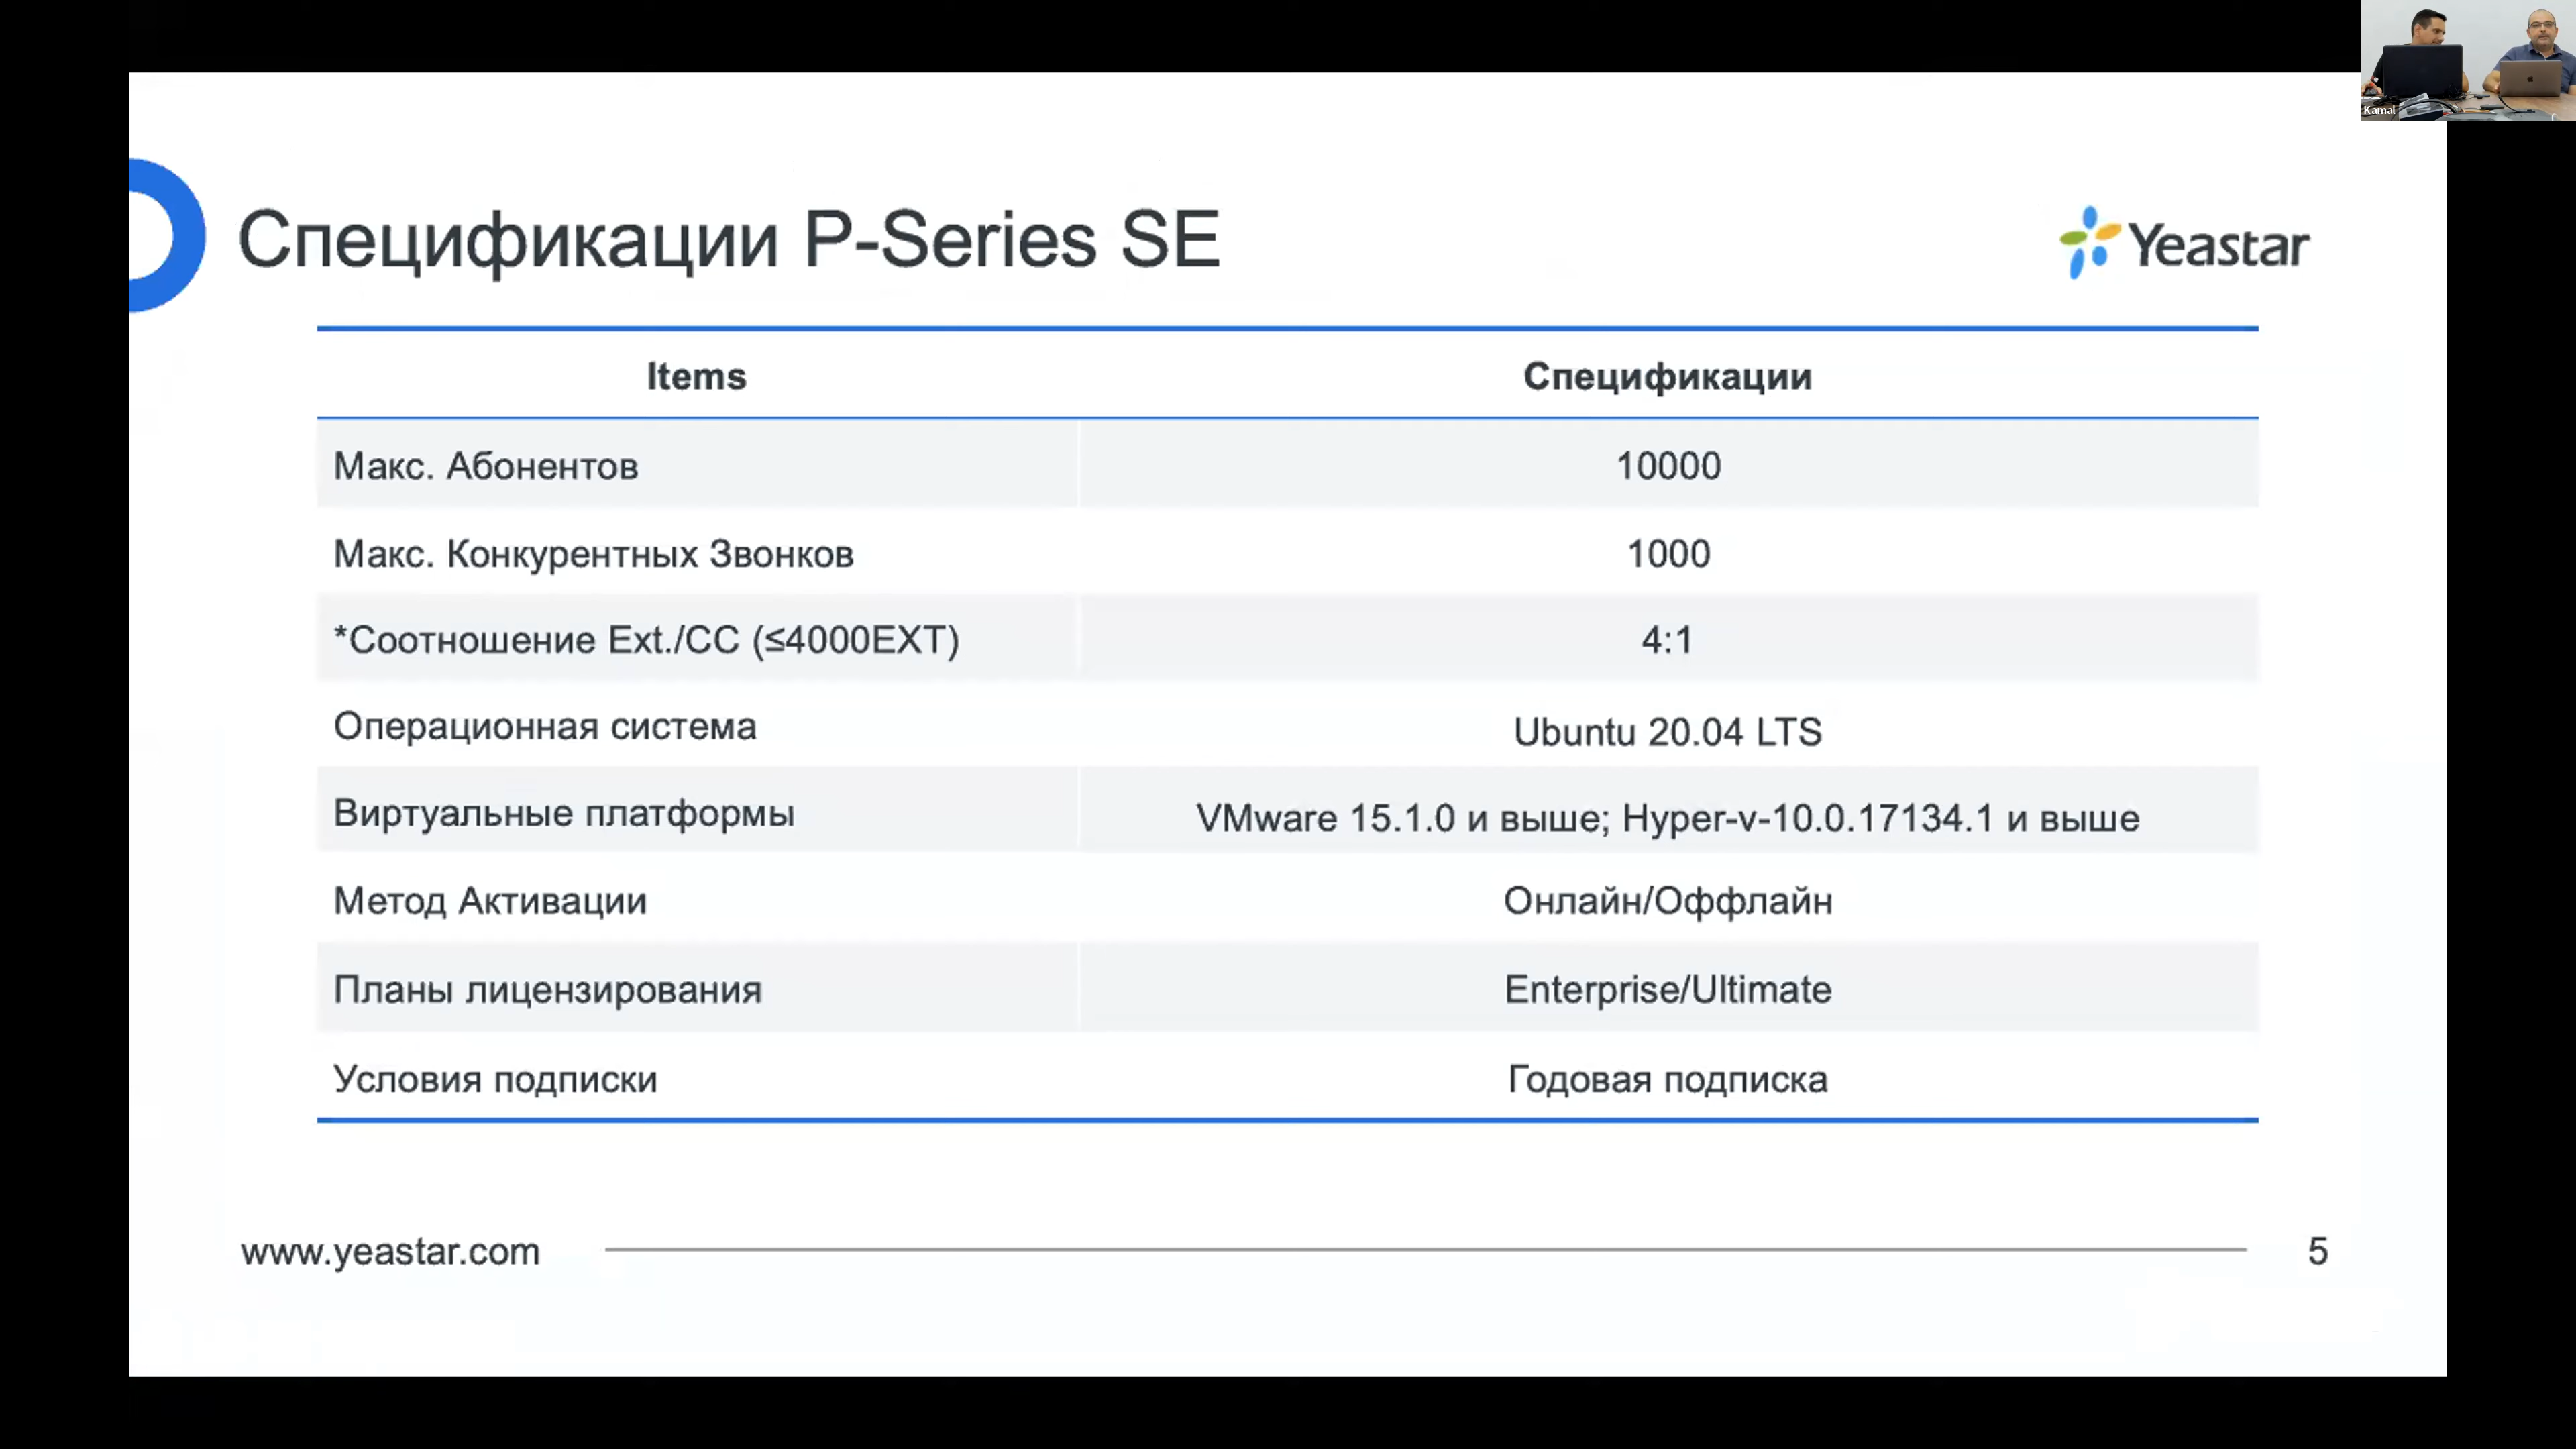 Kamal
Спецификации P-Series SE
Yeastar
Items Спецификации
Макс. Абонентов 10000
Макс. Конкурентных Звонков 1000
*Соотношение Ext./CC (≤4000EXT) 4:1
Операционная система Ubuntu 20.04 LTS
Виртуальные платформы VMware 15.1.0 и выше; Hyper-v-10.0.17134.1 и выше
Метод Активации Онлайн/Оффлайн
Планы лицензирования Enterprise/Ultimate
Условия подписки Годовая подписка
www.yeastar.com 5